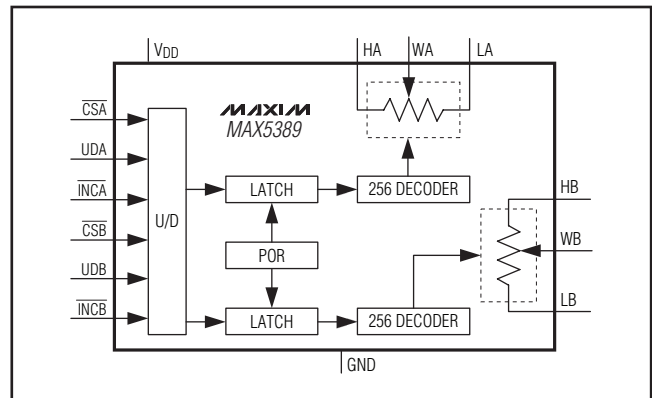 VDD
HA
WA
LA
CSA
UDA
INCA
CSB
UDB
INCB
U/D
MAXIM
MAX5389
LATCH
256 DECODER
POR
LATCH
256 DECODER
HB
WB
LB
GND